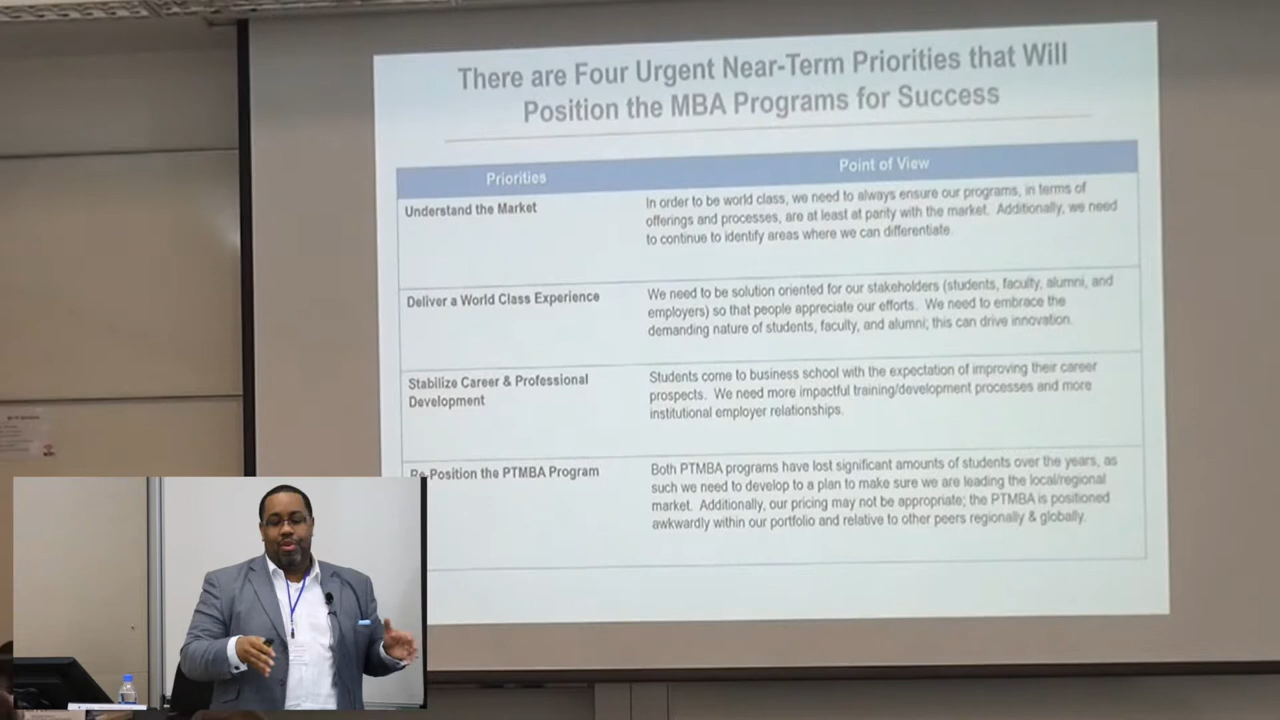 There are Four Urgent Near-Term Priorities that Will
Position the MBA Programs for Success
Priorities
Point of View
Understand the Market
In order to be world class, we need to always ensure our programs, in terms of
offerings and processes, are at least at parity with the market. Additionally, we need
to continue to identify areas where we can differentiate.
Deliver a World Class Experience
We need to be solution oriented for our stakeholders (students, faculty, alumni, and
employers) so that people appreciate our efforts. We need to embrace the
demanding nature of students, faculty, and alumni; this can drive innovation.
Stabilize Career & Professional
Development
Students come to business school with the expectation of improving their career
prospects. We need more impactful training/development processes and more
institutional employer relationships.
Re-Position the PTMBA Program
Both PTMBA programs have lost significant amounts of students over the years, as
such we need to develop to a plan to make sure we are leading the local/regional
market. Additionally, our pricing may not be appropriate; the PTMBA is positioned
awkwardly within our portfolio and relative to other peers regionally & globally.